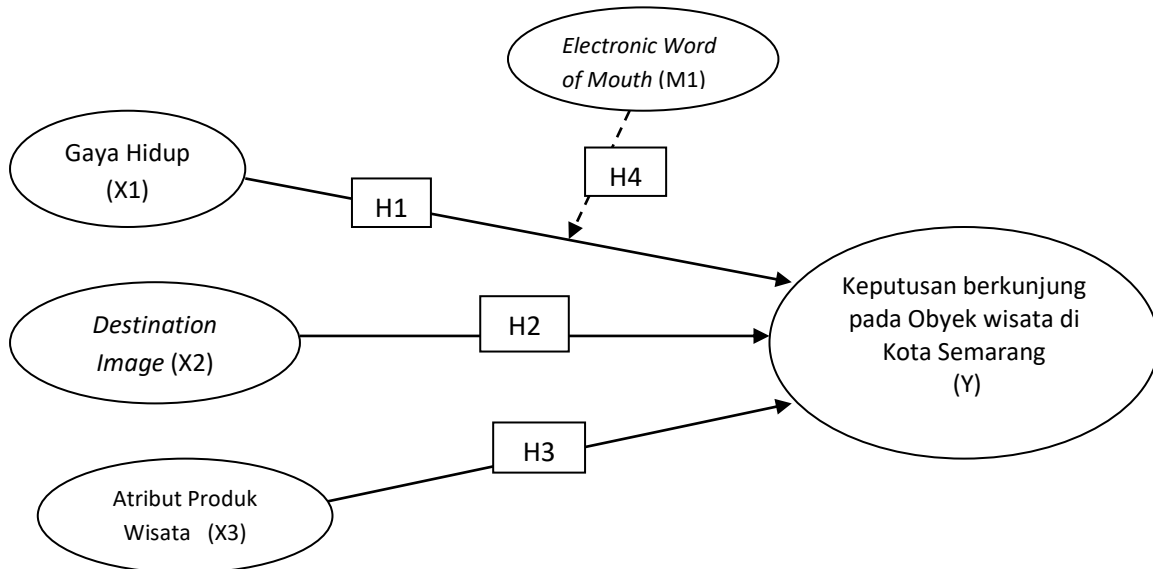 Electronic Word
of Mouth (M1)
Gaya Hidup
(X1)
H4
H1
Keputusan berkunjung
pada Obyek wisata di
Kota Semarang
(Y)
Destination
Image (X2)
H2
H3
Atribut Produk
Wisata (X3)